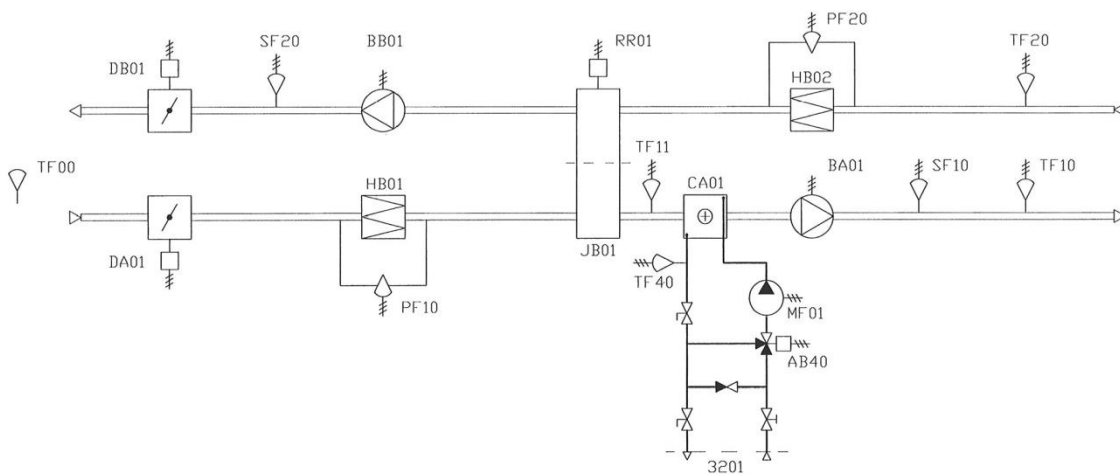 PF20
SF20 BB01 RR01 TF20
DB01 HB02
TF11 BA01 SF10 TF10
TF00 HB01 CA01
DA01 JB01
TF40
PF10 MF01
AB40
3201